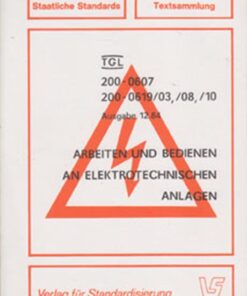 Staatliche Standards
Textsammlung
TGL
200-0607
200-0619/03,/08,/10
Ausgabe 12.84
ARBEITEN UND BEDIENEN
AN ELEKTROTECHNISCHEN
ANLAGEN
Verlag für Standardisierung